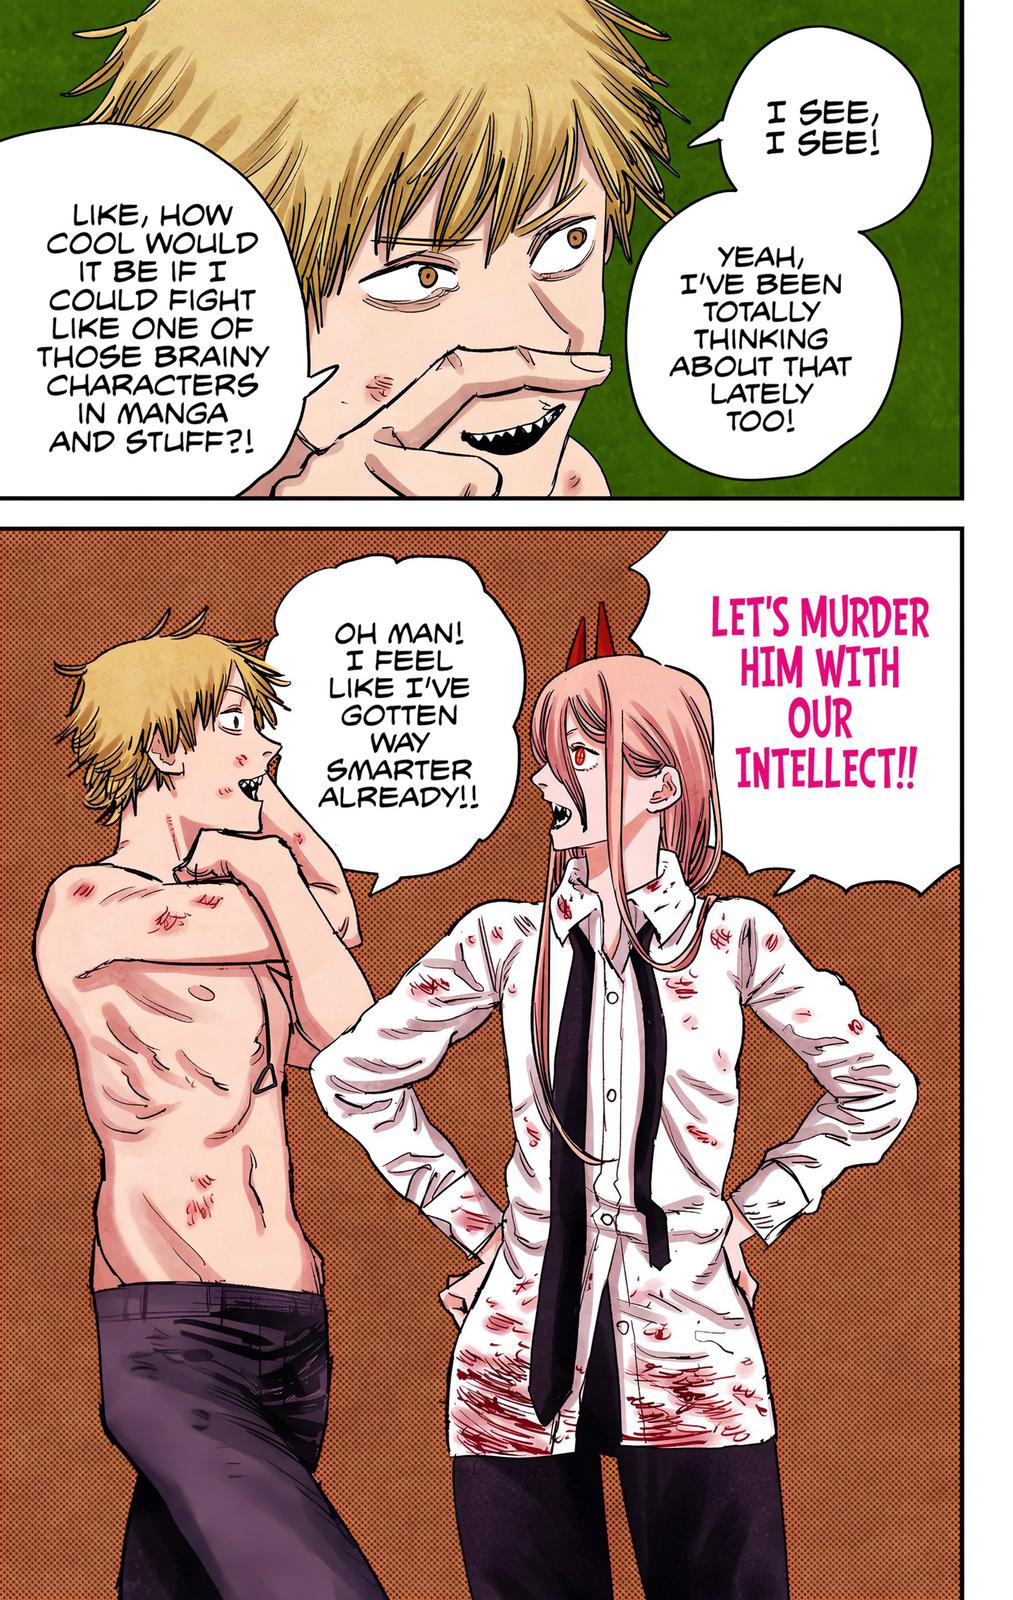 I SEE,
I SEE!
YEAH,
I'VE BEEN
TOTALLY
THINKING
ABOUT THAT
LATELY
TOO!
LIKE, HOW
COOL WOULD
IT BE IF I
COULD FIGHT
LIKE ONE OF
THOSE BRAINY
CHARACTERS
IN MANGA
AND STUFF?!
LET'S MURDER
HIM WITH
OUR
INTELLECT!!
OH MAN!
I FEEL
LIKE I'VE
GOTTEN
WAY
SMARTER
ALREADY!!